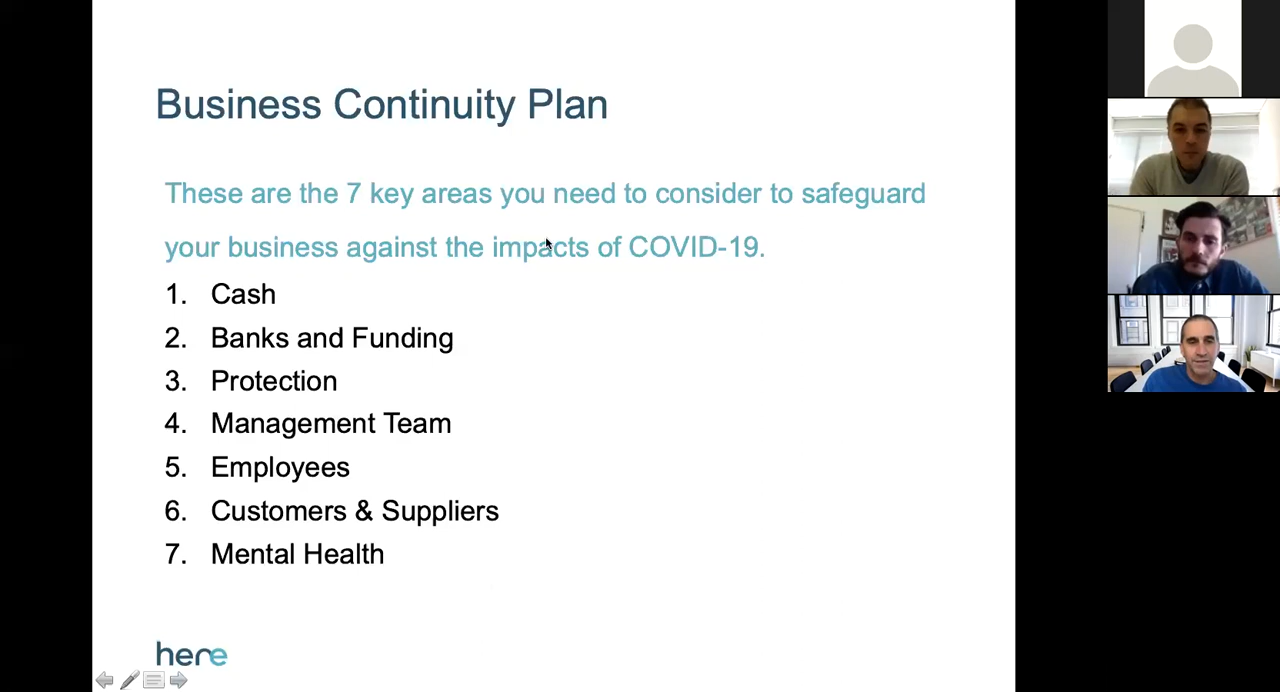 Business Continuity Plan
These are the 7 key areas you need to consider to safeguard
your business against the impacts of COVID-19.
1. Cash
2. Banks and Funding
3. Protection
4. Management Team
5. Employees
6. Customers & Suppliers
7. Mental Health
here